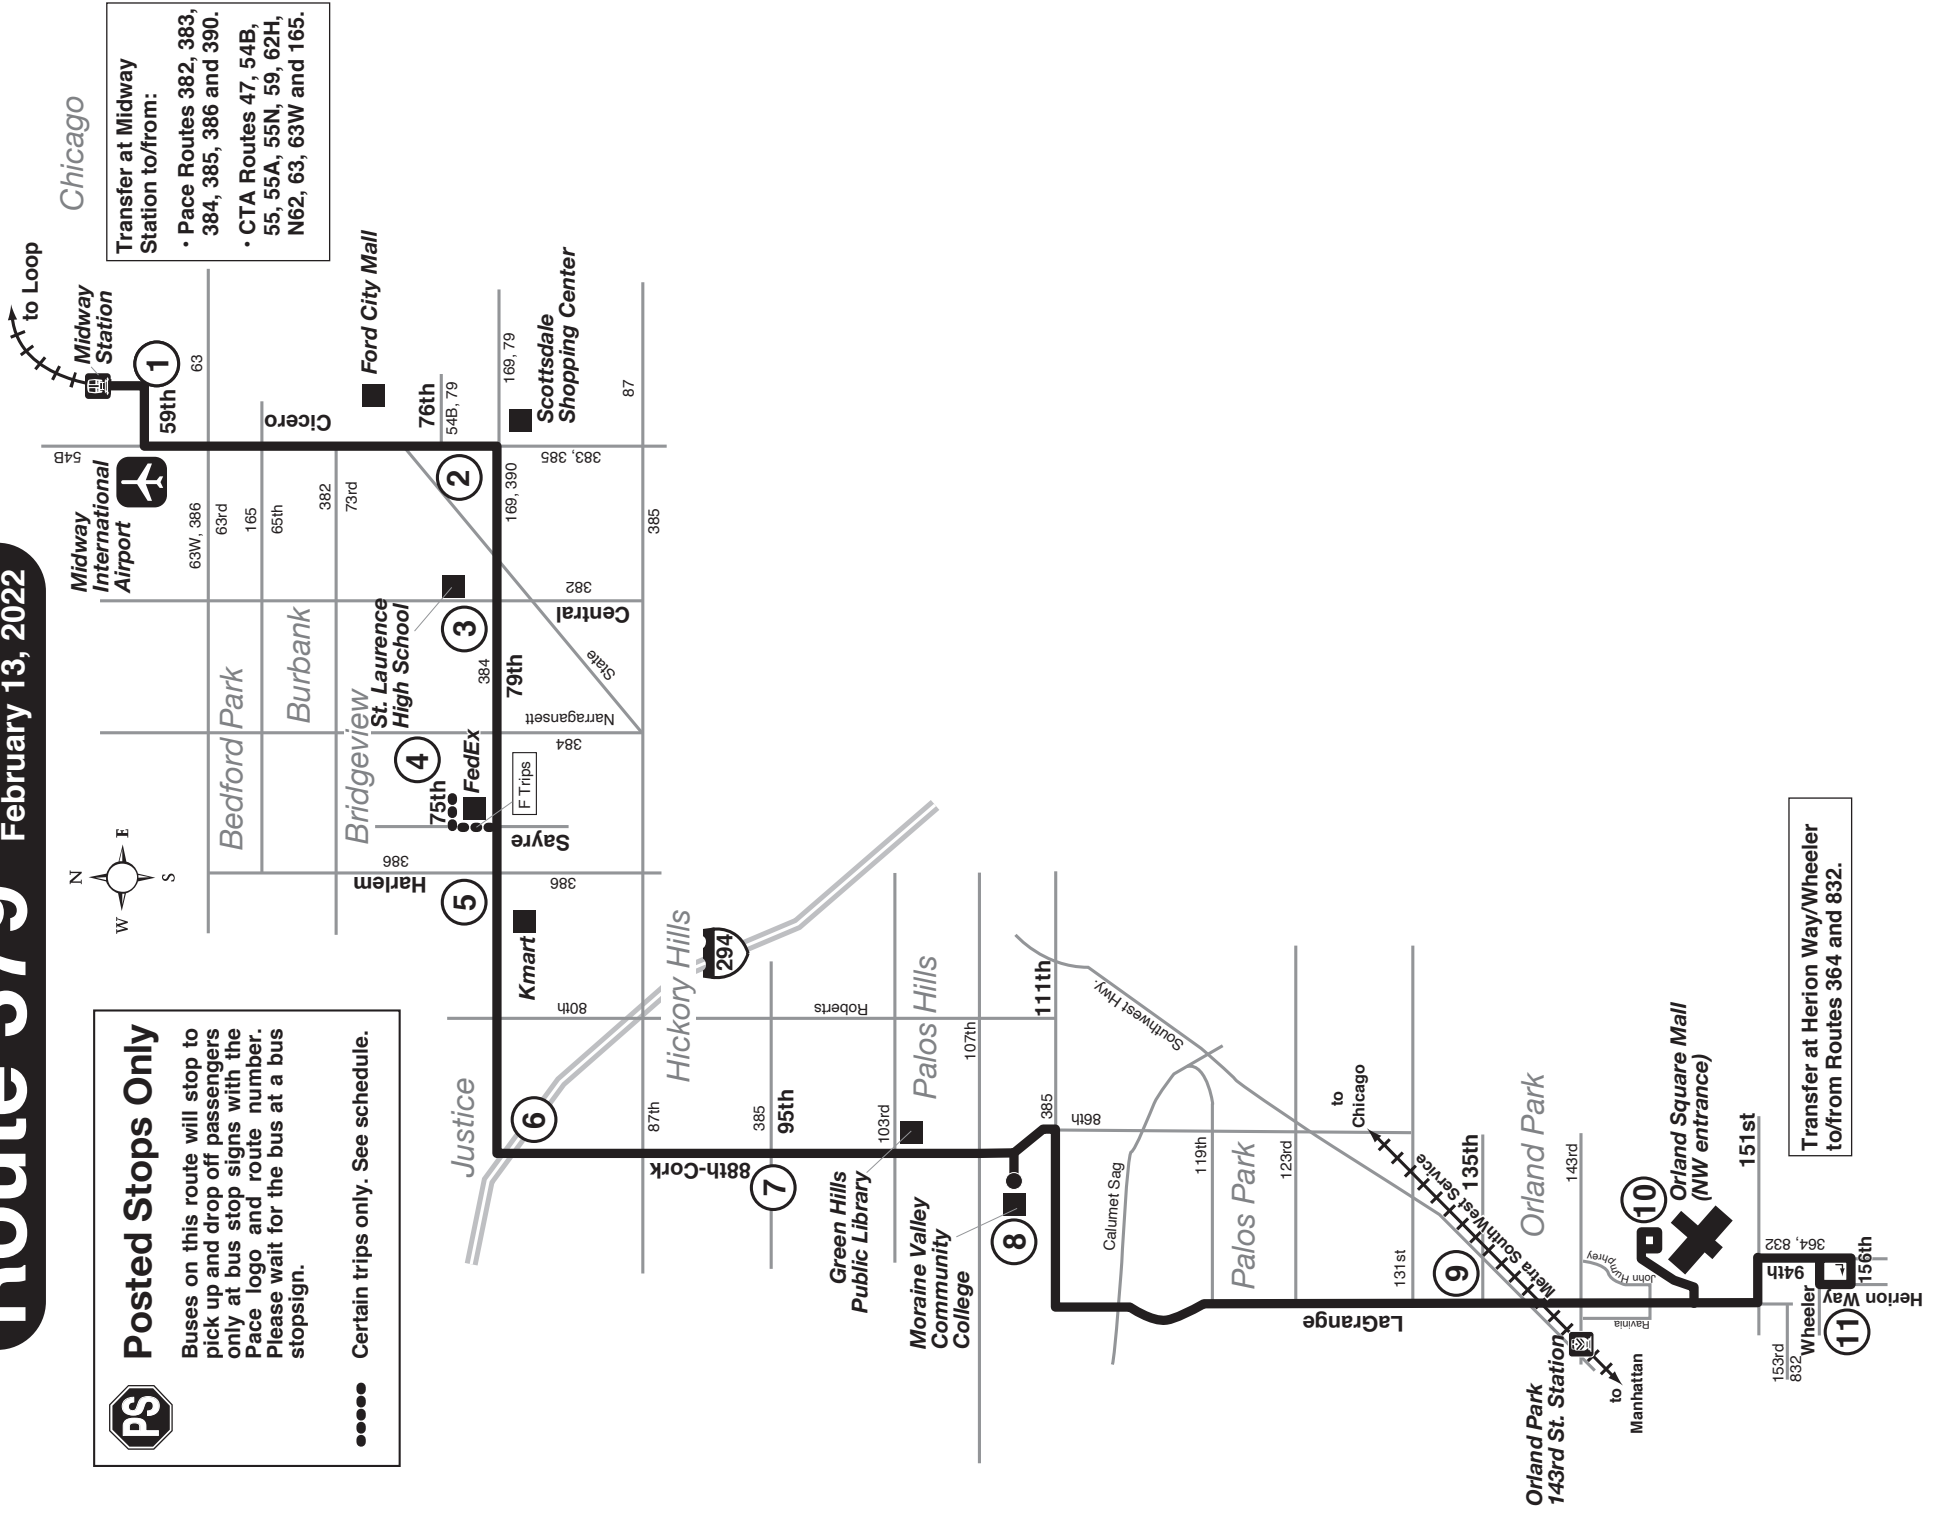 Route 379 February 13, 2022
PS
Posted Stops Only
Buses on this route will stop to
pick up and drop off passengers
only at bus stop signs with the
Pace logo and route number.
Please wait for the bus at a bus
stopsign.
Certain trips only. See schedule.
N
W
E
S
Chicago
to Loop
Transfer at Midway
Station to/from:
• Pace Routes 382, 383,
384, 385, 386 and 390.
• CTA Routes 47, 54B,
55, 55A, 55N, 59, 62H,
N62, 63, 63W and 165.
Midway
Station
1
59th
54B
Midway
International
Airport
63W, 386
63rd
63
165
65th
Cicero
382
73rd
Ford City Mall
76th
54B, 79
2
169, 79
169, 390
Scottsdale
Shopping Center
383, 385
87
385
Bedford Park
Burbank
Bridgeview
St. Laurence
High School
3
382
Central
State
384
79th
Narragansett
384
4
75th
FedEx
F Trips
Sayre
386
Harlem
386
5
Kmart
80th
Justice
6
Hickory Hills
294
87th
385
95th
88th-Cork
7
Roberts
103rd
Palos Hills
107th
Green Hills
Public Library
Moraine Valley
Community
College
8
111th
385
86th
Southwest Hwy.
Calumet Sag
119th
Palos Park
123rd
to
Chicago
131st
LaGrange
135th
9
Metra SouthWest Service
Orland Park
143rd
John Humphrey
Ravinia
Orland Park
143rd St. Station
to
Manhattan
10
Orland Square Mall
(NW entrance)
151st
153rd
832
364, 832
94th
Wheeler
156th
Herion Way
11
Transfer at Herion Way/Wheeler
to/from Routes 364 and 832.